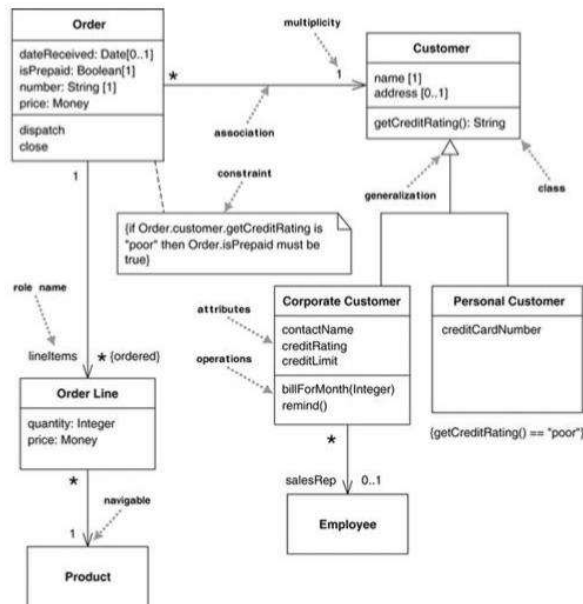 Order
dateReceived: Date[0..1]
isPrepaid: Boolean[1]
number: String [1]
price: Money
dispatch
close
multiplicity
*
1
association
Customer
name [1]
address [0..1]
getCreditRating(): String
generalization
class
1
constraint
{if Order.customer.getCreditRating is
"poor" then Order.isPrepaid must be
true}
role name
lineItems
* {ordered}
Order Line
quantity: Integer
price: Money
*
navigable
1
Product
attributes
operations
Corporate Customer
contactName
creditRating
creditLimit
billForMonth(Integer)
remind()
*
salesRep
0..1
Employee
Personal Customer
creditCardNumber
{getCreditRating() == "poor"}